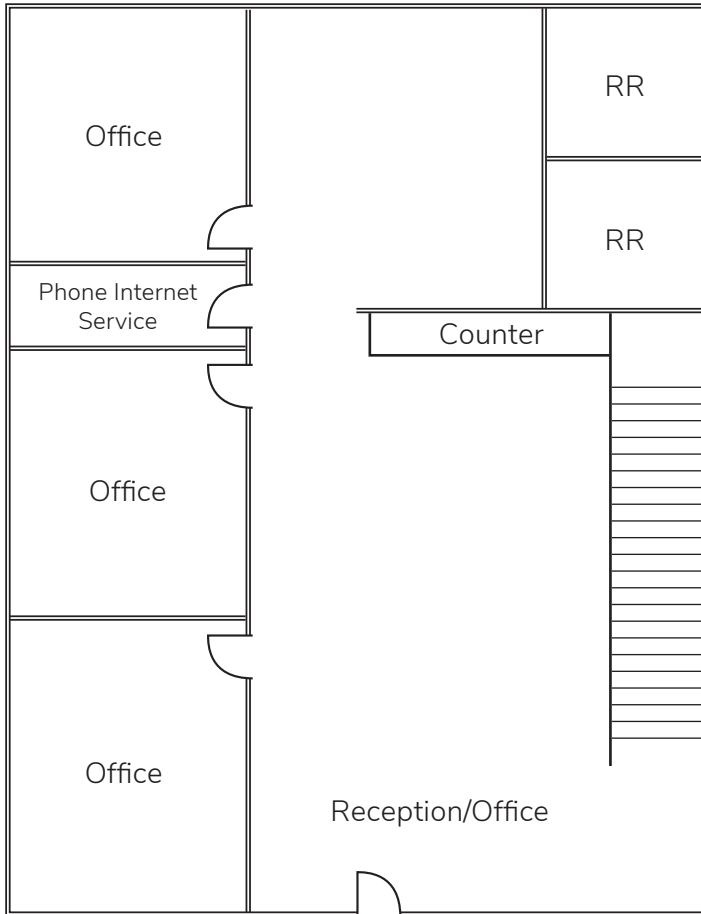 Office
RR
RR
Phone Internet
Service
Counter
Office
Office
Reception/Office